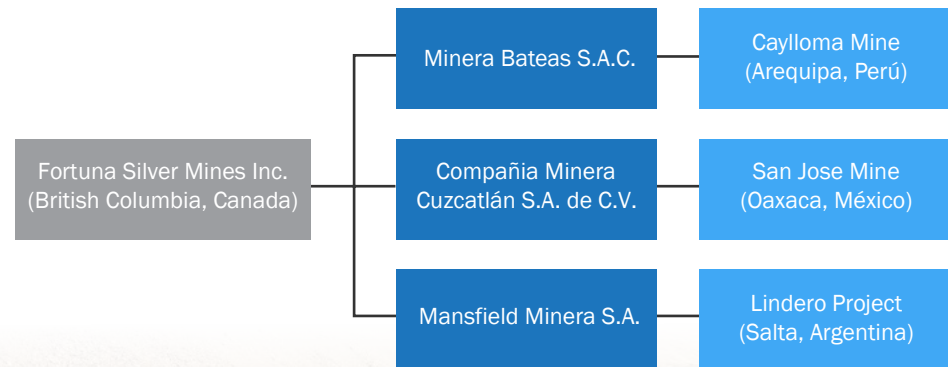 Minera Bateas S.A.C.
Caylloma Mine
(Arequipa, Perú)
Fortuna Silver Mines Inc.
(British Columbia, Canada)
Compañia Minera
Cuzcatlán S.A. de C.V.
San Jose Mine
(Oaxaca, México)
Mansfield Minera S.A.
Lindero Project
(Salta, Argentina)